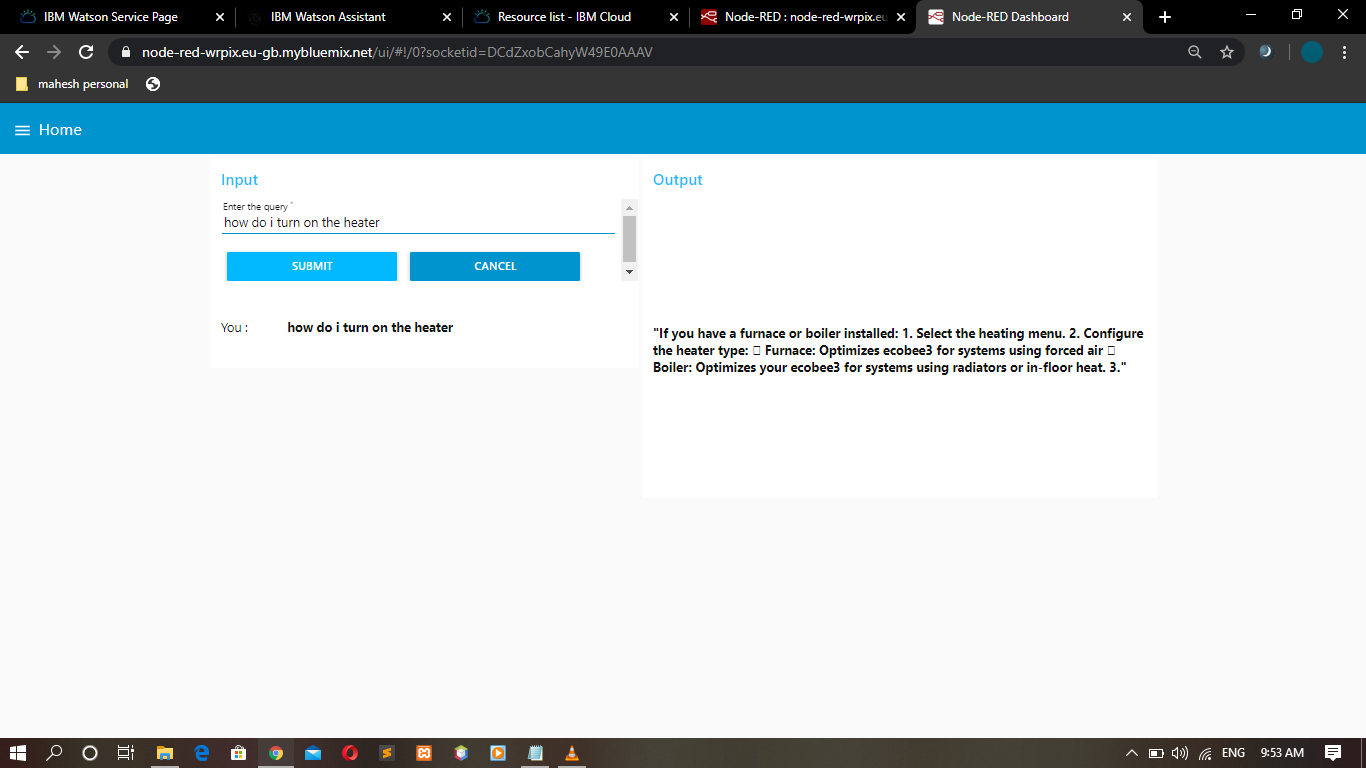 IBM Watson Service Page
IBM Watson Assistant
Resource list - IBM Cloud
Node-RED : node-red-wrpix.eu
Node-RED Dashboard
node-red-wrpix.eu-gb.mybluemix.net/ui/#!/0?socketid=DCdZxobCahyW49E0AAAV
mahesh personal
Home
Input
Enter the query *
how do i turn on the heater
SUBMIT
CANCEL
You :
how do i turn on the heater
Output
"If you have a furnace or boiler installed: 1. Select the heating menu. 2. Configure
the heater type: Furnace: Optimizes ecobee3 for systems using forced air
Boiler: Optimizes your ecobee3 for systems using radiators or in-floor heat. 3."
ENG
9:53 AM